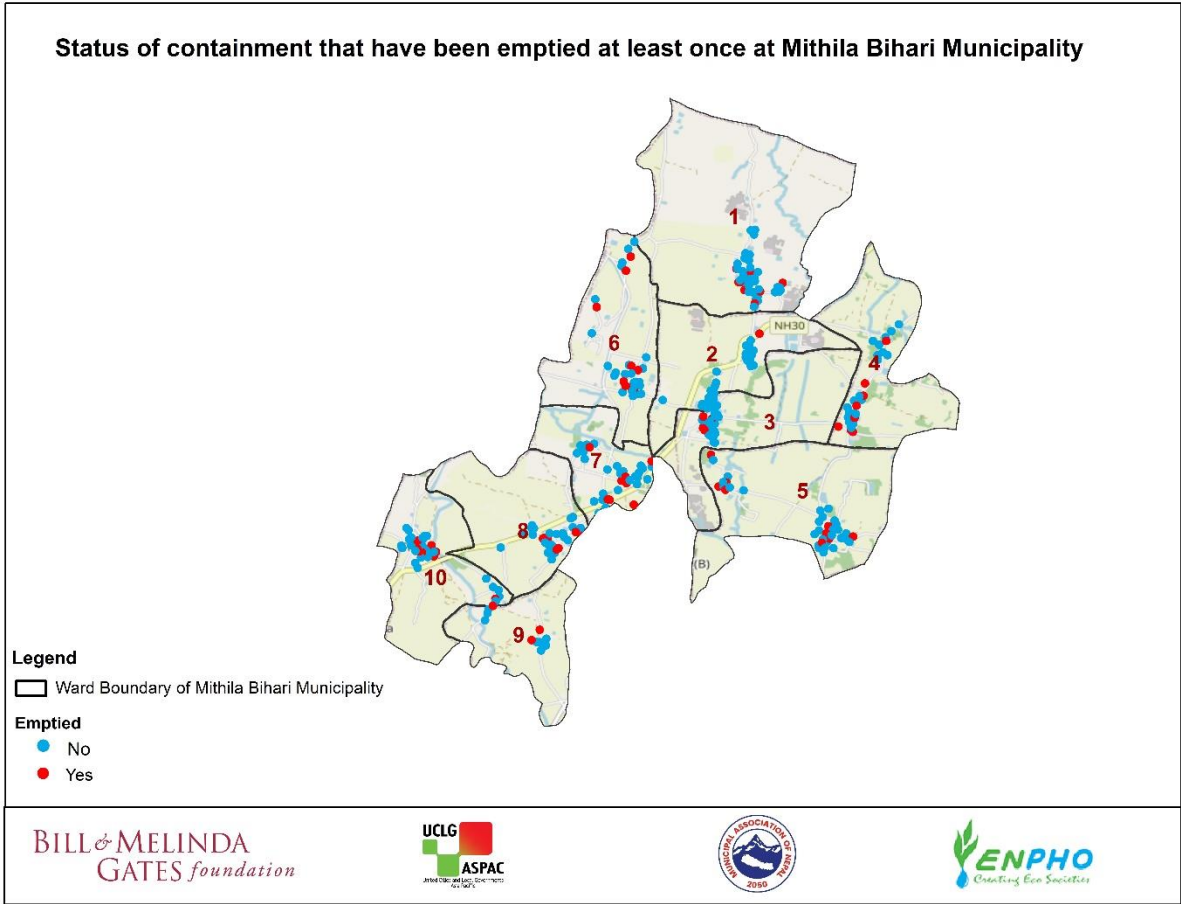 Status of containment that have been emptied at least once at Mithila Bihari Municipality
1
NH30
6
2
4
3
7
5
8
(B)
10
9
a
Legend
Ward Boundary of Mithila Bihari Municipality
Emptied
No
Yes
BILL & MELINDA
GATES foundation
UCLG
ASPAC
United Cities and Local Governments
Asia Pacific
MUNICIPAL ASSOCIATION OF NEPAL
2050
ENPHO
Creating Eco Societies